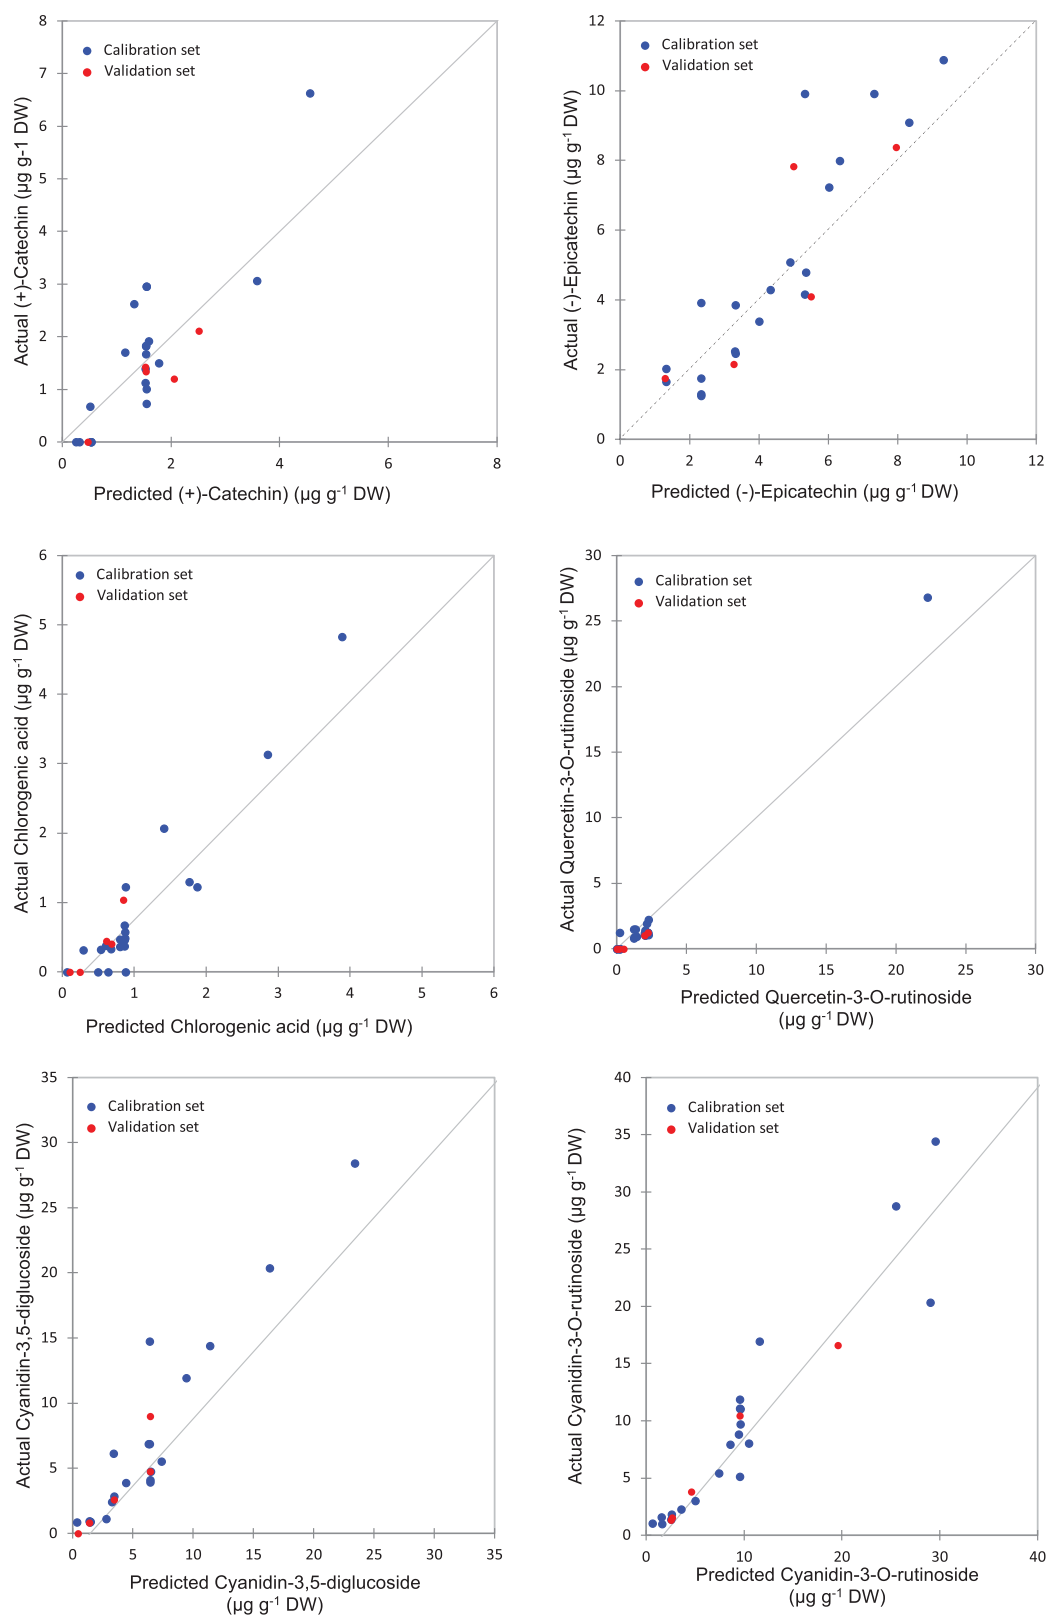 8
7
6
5
4
3
2
1
0
Calibration set
Validation set
Actual (+)-Catechin (µg g-1 DW)
0 2 4 6 8
Predicted (+)-Catechin) (µg g-1 DW)
12
10
8
6
4
2
0
Calibration set
Validation set
Actual (-)-Epicatechin (µg g-1 DW)
0 2 4 6 8 10 12
Predicted (-)-Epicatechin (µg g-1 DW)
6
5
4
3
2
1
0
Calibration set
Validation set
Actual Chlorogenic acid (µg g-1 DW)
0 1 2 3 4 5 6
Predicted Chlorogenic acid (µg g-1 DW)
30
25
20
15
10
5
0
Calibration set
Validation set
Actual Quercetin-3-O-rutinoside (µg g-1 DW)
0 5 10 15 20 25 30
Predicted Quercetin-3-O-rutinoside
(µg g-1 DW)
35
30
25
20
15
10
5
0
Calibration set
Validation set
Actual Cyanidin-3,5-diglucoside (µg g-1 DW)
0 5 10 15 20 25 30 35
Predicted Cyanidin-3,5-diglucoside
(µg g-1 DW)
40
35
30
25
20
15
10
5
0
Calibration set
Validation set
Actual Cyanidin-3-O-rutinoside (µg g-1 DW)
0 10 20 30 40
Predicted Cyanidin-3-O-rutinoside
(µg g-1 DW)